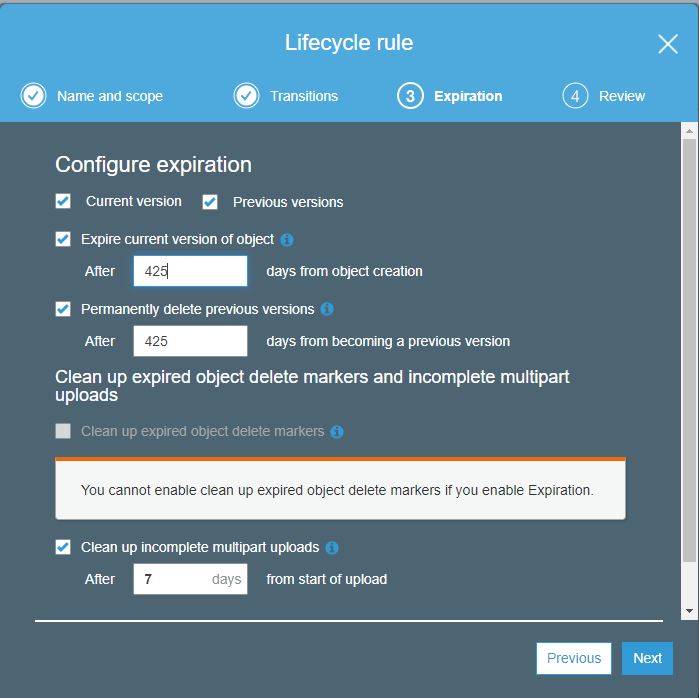 Lifecycle rule
Name and scope
Transitions
3 Expiration
4 Review
Configure expiration
Current version Previous versions
Expire current version of object i
After 425 days from object creation
Permanently delete previous versions i
After 425 days from becoming a previous version
Clean up expired object delete markers and incomplete multipart
uploads
Clean up expired object delete markers i
You cannot enable clean up expired object delete markers if you enable Expiration.
Clean up incomplete multipart uploads i
After 7 days from start of upload
Previous Next